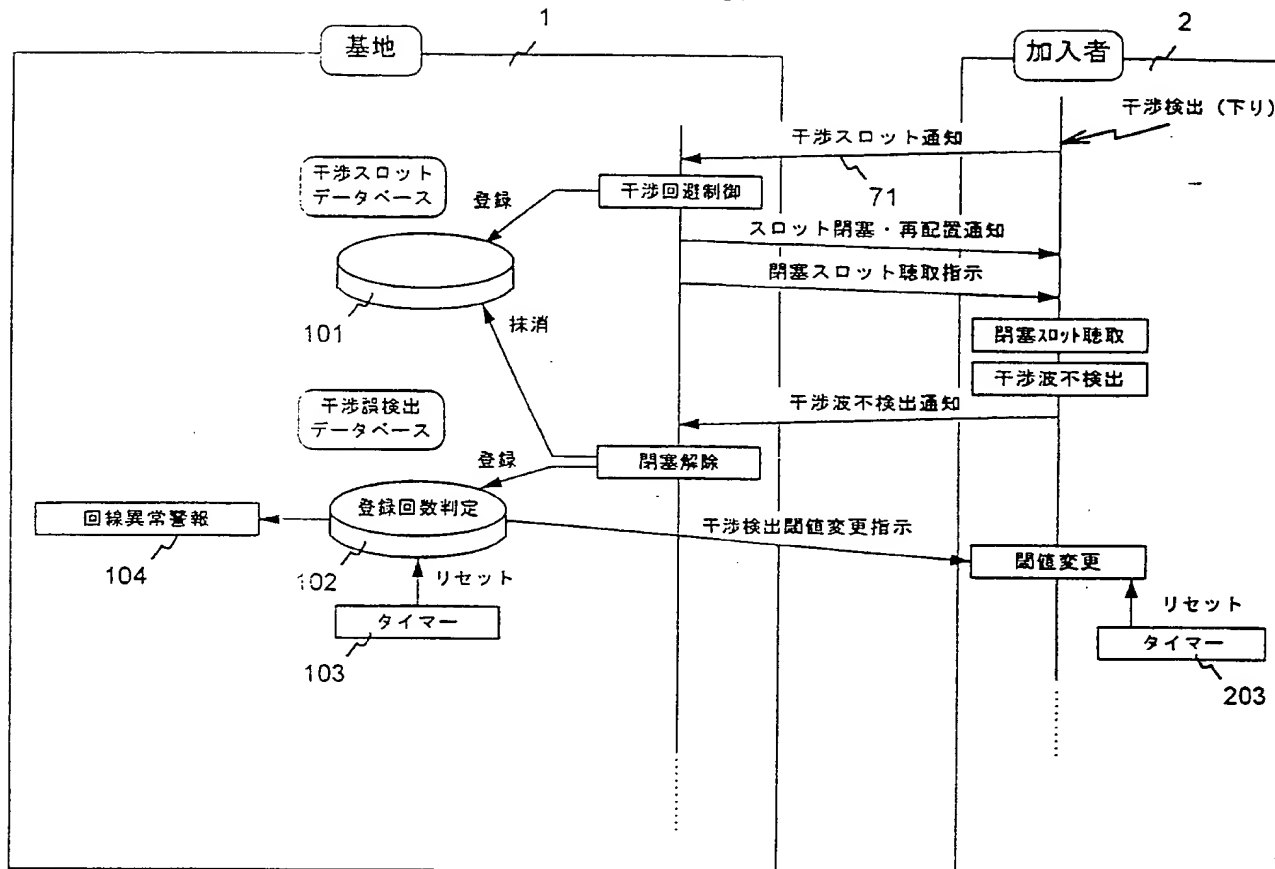 1
基地
2
加入者
干渉検出（下り）
干渉スロット通知
71
干渉スロット
データベース
登録
干渉回避制御
スロット閉塞・再配置通知
閉塞スロット聴取指示
101
抹消
閉塞スロット聴取
干渉波不検出
干渉誤検出
データベース
干渉波不検出通知
登録
閉塞解除
回線異常警報
登録回数判定
干渉検出閾値変更指示
104
102
リセット
閾値変更
タイマー
リセット
103
タイマー
203